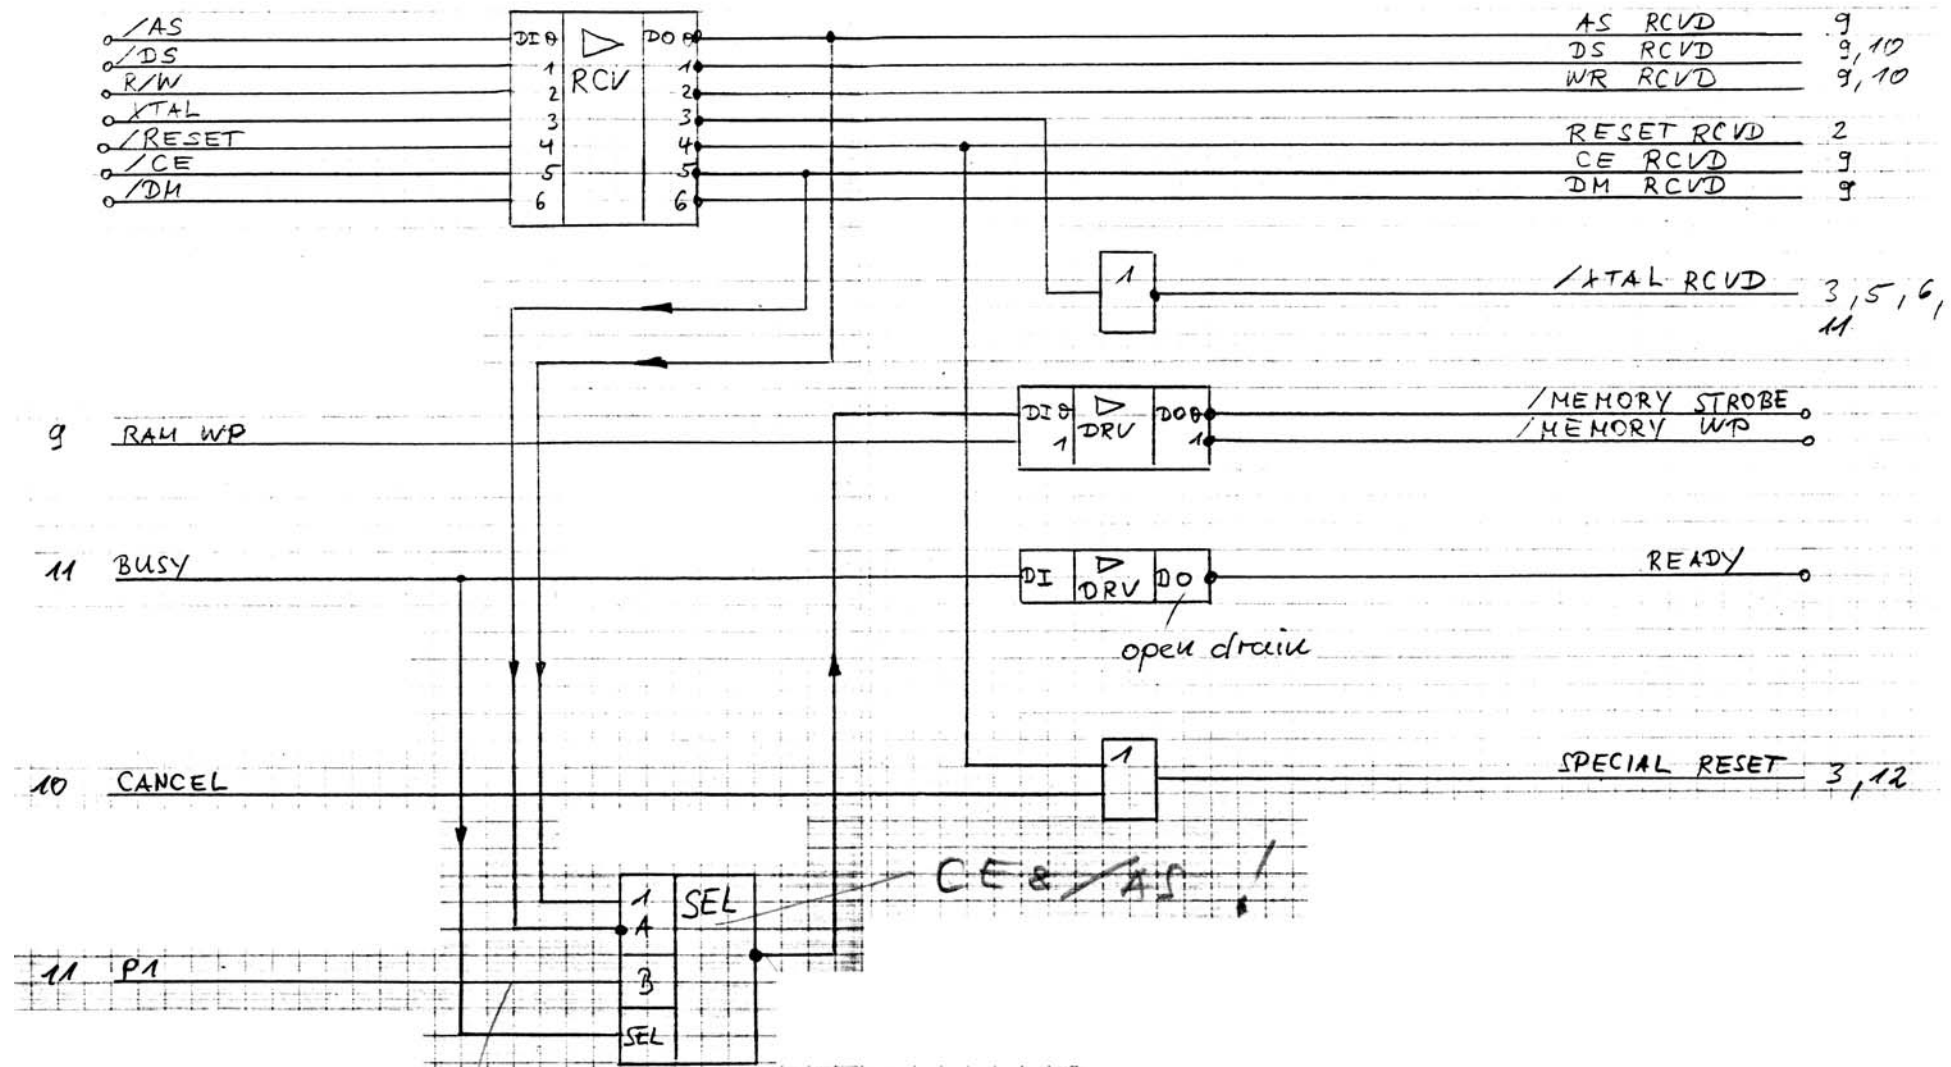 /AS DI 0 RCV DO 0 AS RCVD 9
/DS 1 1 DS RCVD 9,10
R/W 2 2 WR RCVD 9,10
XTAL 3 3
/RESET 4 4 RESET RCVD 2
/CE 5 5 CE RCVD 9
/DM 6 6 DM RCVD 9
1 /XTAL RCVD 3,5,6,
11
DI 0 DRV DO 0 /MEMORY STROBE
9 RAM WP 1 1 /MEMORY WP
11 BUSY DI DRV DO READY
open drain
1 SPECIAL RESET 3,12
10 CANCEL
CE & /AS !
1 SEL
A
11 P1 B
SEL